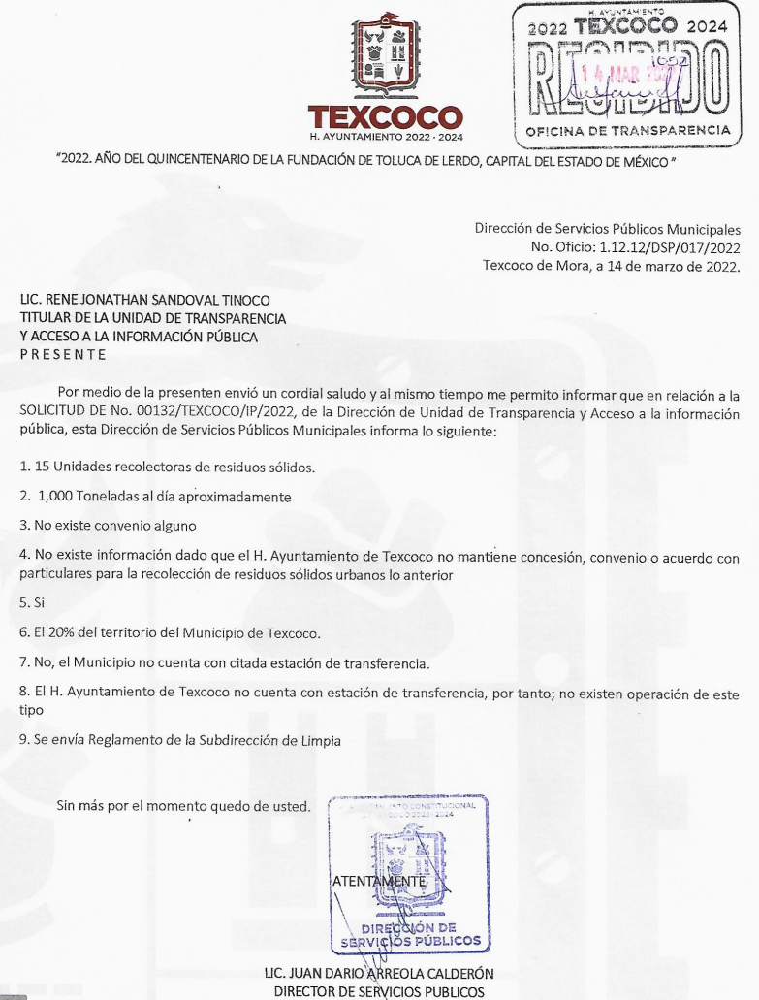 TEXCOCO
H. AYUNTAMIENTO 2022 - 2024
H. AYUNTAMIENTO
2022 TEXCOCO 2024
RECIBIDO
14 MAR
OFICINA DE TRANSPARENCIA
"2022. AÑO DEL QUINCENTENARIO DE LA FUNDACIÓN DE TOLUCA DE LERDO, CAPITAL DEL ESTADO DE MÉXICO "
Dirección de Servicios Públicos Municipales
No. Oficio: 1.12.12/DSP/017/2022
Texcoco de Mora, a 14 de marzo de 2022.
LIC. RENE JONATHAN SANDOVAL TINOCO
TITULAR DE LA UNIDAD DE TRANSPARENCIA
Y ACCESO A LA INFORMACIÓN PÚBLICA
P R E S E N T E
Por medio de la presenten envió un cordial saludo y al mismo tiempo me permito informar que en relación a la
SOLICITUD DE No. 00132/TEXCOCO/IP/2022, de la Dirección de Unidad de Transparencia y Acceso a la información
pública, esta Dirección de Servicios Públicos Municipales informa lo siguiente:
1. 15 Unidades recolectoras de residuos sólidos.
2. 1,000 Toneladas al día aproximadamente
3. No existe convenio alguno
4. No existe información dado que el H. Ayuntamiento de Texcoco no mantiene concesión, convenio o acuerdo con
particulares para la recolección de residuos sólidos urbanos lo anterior
5. Si
6. El 20% del territorio del Municipio de Texcoco.
7. No, el Municipio no cuenta con citada estación de transferencia.
8. El H. Ayuntamiento de Texcoco no cuenta con estación de transferencia, por tanto; no existen operación de este
tipo
9. Se envía Reglamento de la Subdirección de Limpia
Sin más por el momento quedo de usted.
CONSTITUCIONAL
2022-2024
ATENTAMENTE
DIRECCIÓN DE
SERVICIOS PÚBLICOS
LIC. JUAN DARIO ARREOLA CALDERÓN
DIRECTOR DE SERVICIOS PUBLICOS